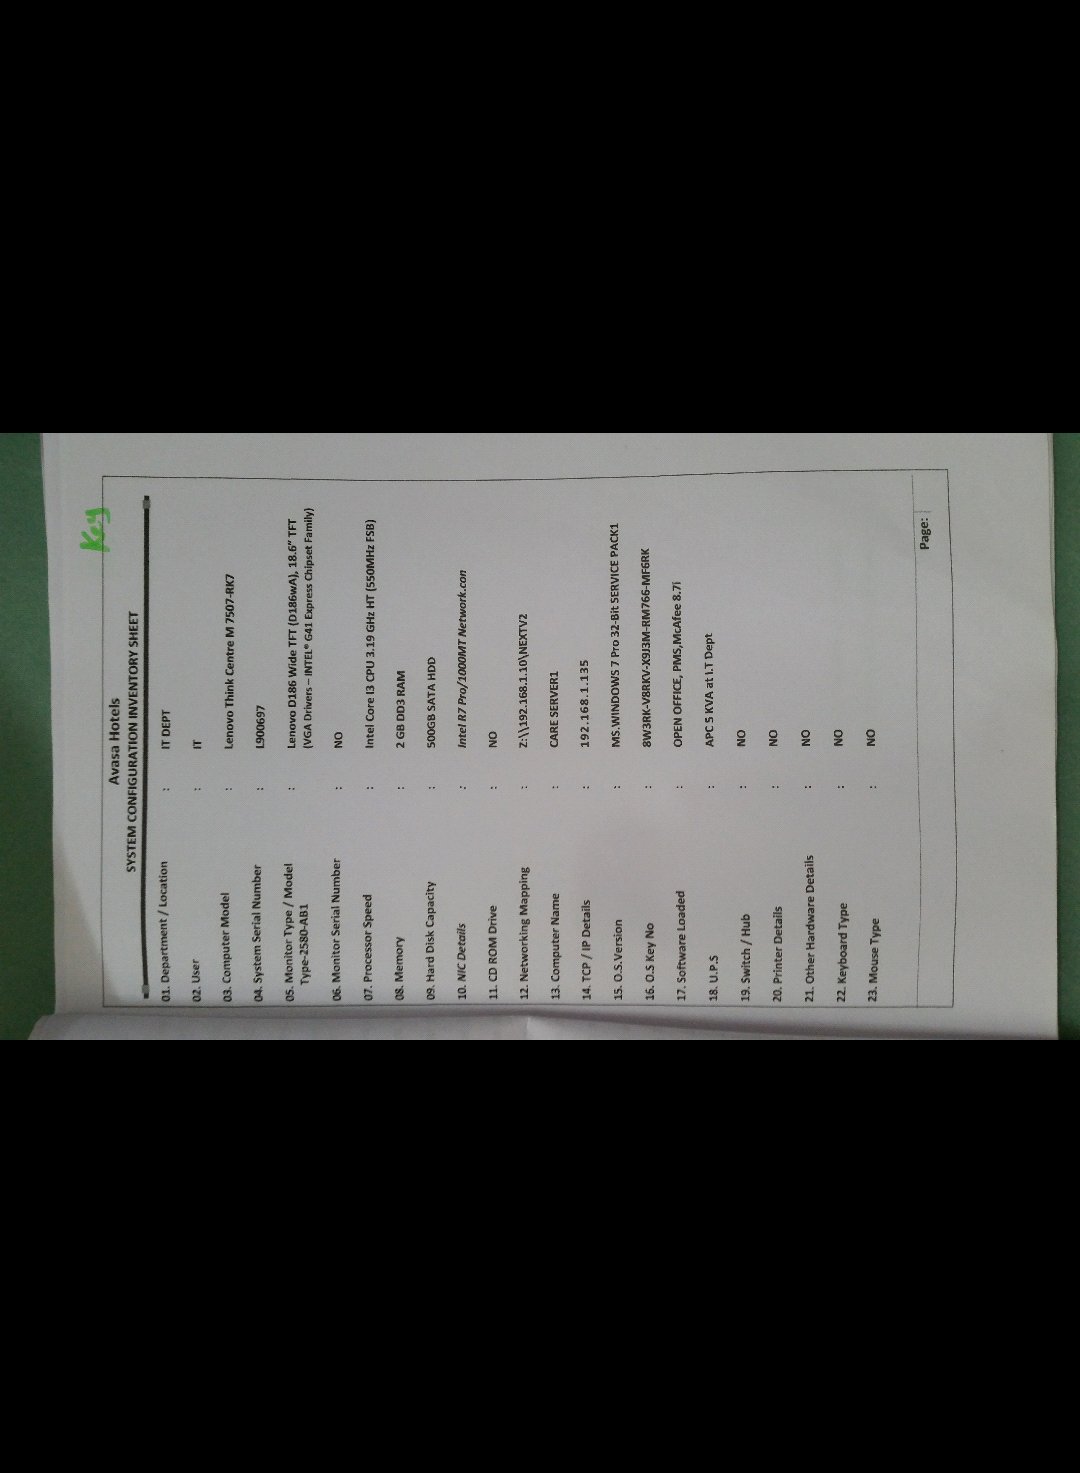 Key
Avasa Hotels
SYSTEM CONFIGURATION INVENTORY SHEET
01. Department / Location : IT DEPT
02. User : IT
03. Computer Model : Lenovo Think Centre M 7507-RK7
04. System Serial Number : L900697
05. Monitor Type / Model : Lenovo D186 Wide TFT (D186wA), 18.6" TFT
Type-2580-AB1 (VGA Drivers – INTEL® G41 Express Chipset Family)
06. Monitor Serial Number : NO
07. Processor Speed : Intel Core I3 CPU 3.19 GHz HT (550MHz FSB)
08. Memory : 2 GB DD3 RAM
09. Hard Disk Capacity : 500GB SATA HDD
10. NIC Details : Intel R7 Pro/1000MT Network.con
11. CD ROM Drive : NO
12. Networking Mapping : Z:\\192.168.1.10\NEXTV2
13. Computer Name : CARE SERVER1
14. TCP / IP Details : 192.168.1.135
15. O.S.Version : MS.WINDOWS 7 Pro 32-Bit SERVICE PACK1
16. O.S Key No : 8W3RK-V8RKV-X9J3M-RM766-MF6RK
17. Software Loaded : OPEN OFFICE, PMS,McAfee 8.7i
18. U.P.S : APC 5 KVA at I.T Dept
19. Switch / Hub : NO
20. Printer Details : NO
21. Other Hardware Details : NO
22. Keyboard Type : NO
23. Mouse Type : NO
Page: